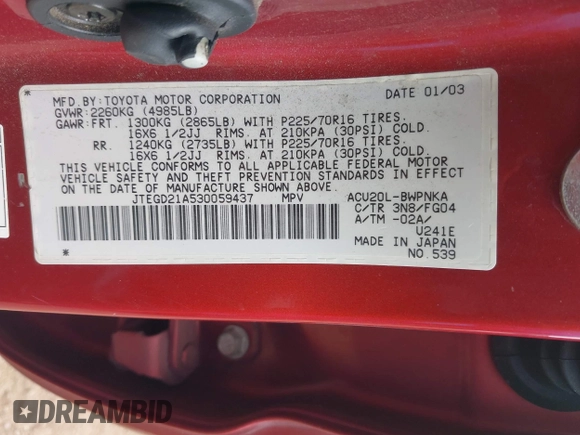 MFD.BY:TOYOTA MOTOR CORPORATION DATE 01/03
GVWR:2260KG (4985LB)
GAWR:FRT. 1300KG (2865LB) WITH P225/70R16 TIRES.
16X6 1/2JJ RIMS. AT 210KPA (30PSI) COLD.
RR. 1240KG (2735LB) WITH P225/70R16 TIRES.
16X6 1/2JJ RIMS. AT 210KPA (30PSI) COLD.
THIS VEHICLE CONFORMS TO ALL APPLICABLE FEDERAL MOTOR
VEHICLE SAFETY AND THEFT PREVENTION STANDARDS IN EFFECT
ON THE DATE OF MANUFACTURE SHOWN ABOVE.
JTEGD21A530059437 MPV ACU20L-BWPNKA
C/TR 3N8/FG04
A/TM -02A/
U241E
MADE IN JAPAN
NO.539
DREAMBID